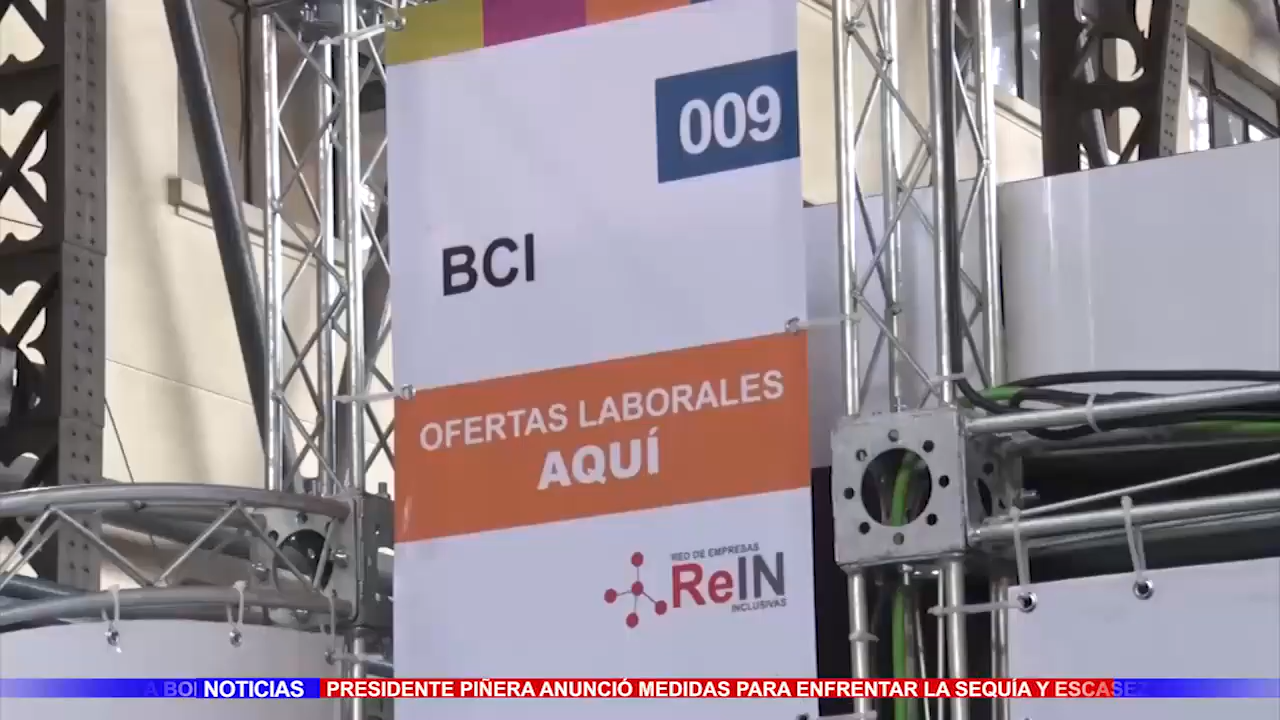 009
BCI
OFERTAS LABORALES
AQUÍ
RED DE EMPRESAS
ReIN
INCLUSIVAS
NOTICIAS PRESIDENTE PIÑERA ANUNCIÓ MEDIDAS PARA ENFRENTAR LA SEQUÍA Y